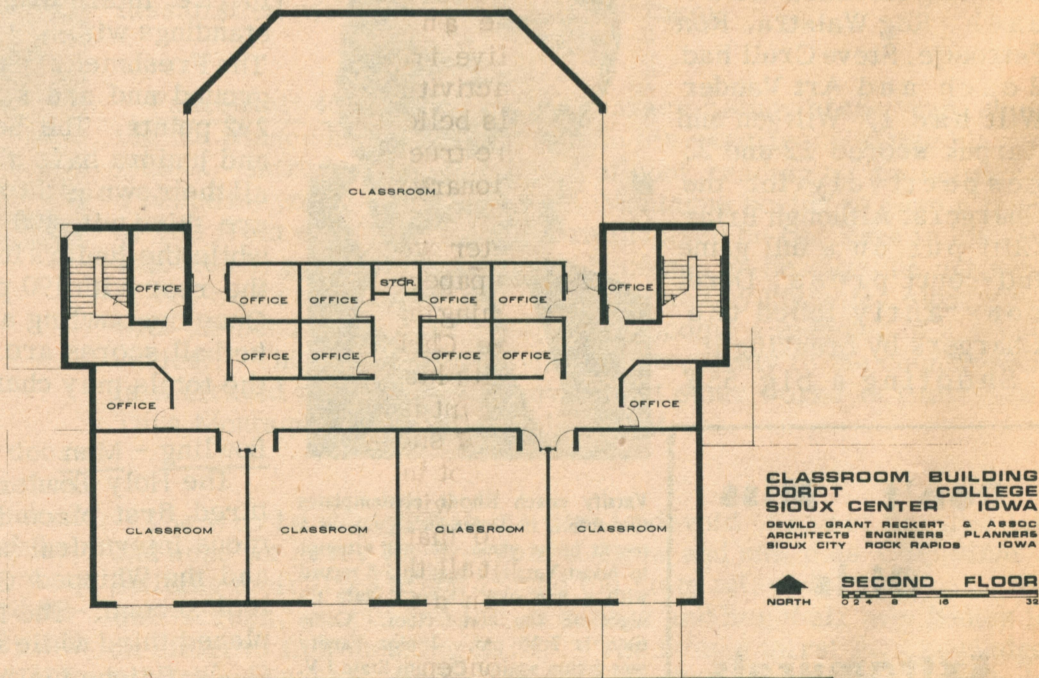 CLASSROOM
OFFICE
OFFICE
OFFICE
OFFICE
STOR.
OFFICE
OFFICE
OFFICE
OFFICE
OFFICE
OFFICE
OFFICE
OFFICE
CLASSROOM
CLASSROOM
CLASSROOM
CLASSROOM
CLASSROOM BUILDING
DORDT COLLEGE
SIOUX CENTER IOWA
DEWILD GRANT RECKERT & ASSOC
ARCHITECTS ENGINEERS PLANNERS
SIOUX CITY ROCK RAPIDS IOWA
NORTH
SECOND FLOOR
0 2 4 8 16 32